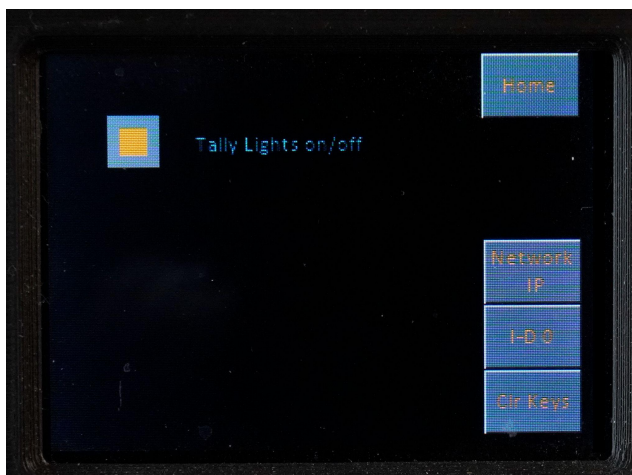 Home
Tally Lights on/off
Network
IP
I-D 0
Clr Keys